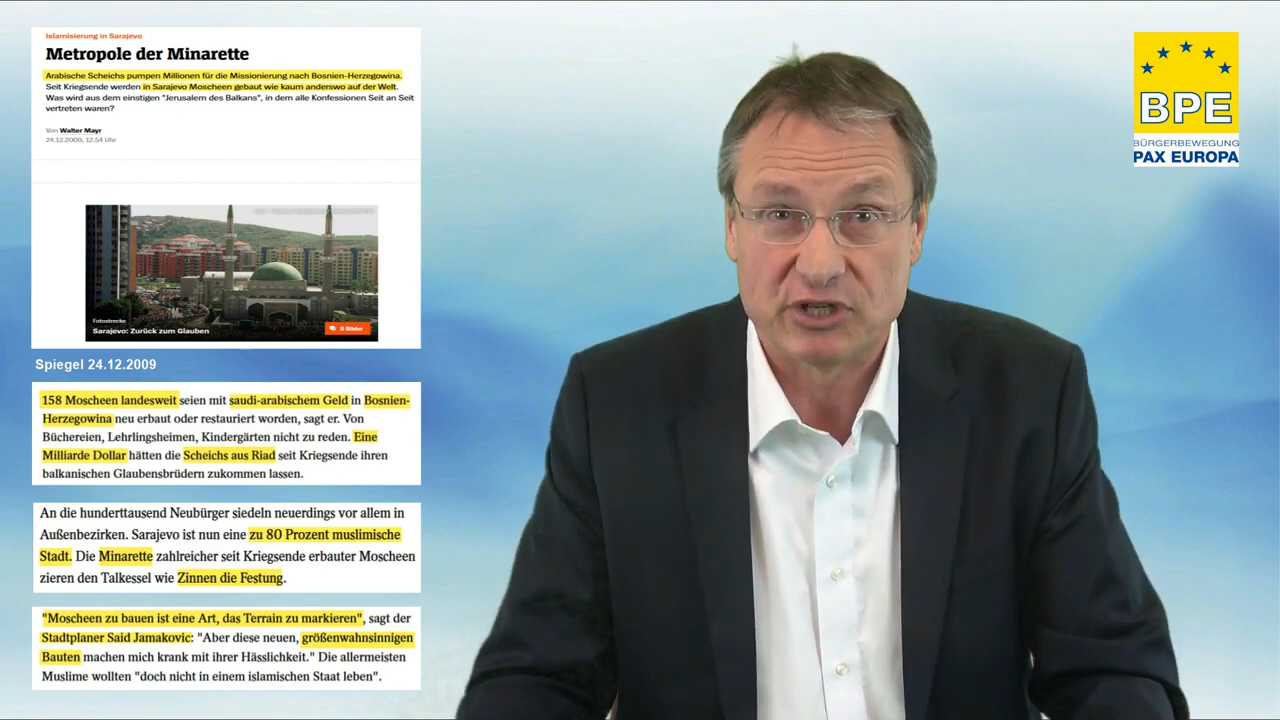 Islamisierung in Sarajevo
Metropole der Minarette
Arabische Scheichs pumpen Millionen für die Missionierung nach Bosnien-Herzegowina.
Seit Kriegsende werden in Sarajevo Moscheen gebaut wie kaum anderswo auf der Welt.
Was wird aus dem einstigen "Jerusalem des Balkans", in dem alle Konfessionen Seit an Seit
vertreten waren?
Von Walter Mayr
24.12.2009, 12.54 Uhr
Fotostrecke
Sarajevo: Zurück zum Glauben
8 Bilder
Spiegel 24.12.2009
158 Moscheen landesweit seien mit saudi-arabischem Geld in Bosnien-
Herzegowina neu erbaut oder restauriert worden, sagt er. Von
Büchereien, Lehrlingsheimen, Kindergärten nicht zu reden. Eine
Milliarde Dollar hätten die Scheichs aus Riad seit Kriegsende ihren
balkanischen Glaubensbrüdern zukommen lassen.
An die hunderttausend Neubürger siedeln neuerdings vor allem in
Außenbezirken. Sarajevo ist nun eine zu 80 Prozent muslimische
Stadt. Die Minarette zahlreicher seit Kriegsende erbauter Moscheen
zieren den Talkessel wie Zinnen die Festung.
"Moscheen zu bauen ist eine Art, das Terrain zu markieren", sagt der
Stadtplaner Said Jamakovic: "Aber diese neuen, größenwahnsinnigen
Bauten machen mich krank mit ihrer Hässlichkeit." Die allermeisten
Muslime wollten "doch nicht in einem islamischen Staat leben".
BPE
BÜRGERBEWEGUNG
PAX EUROPA